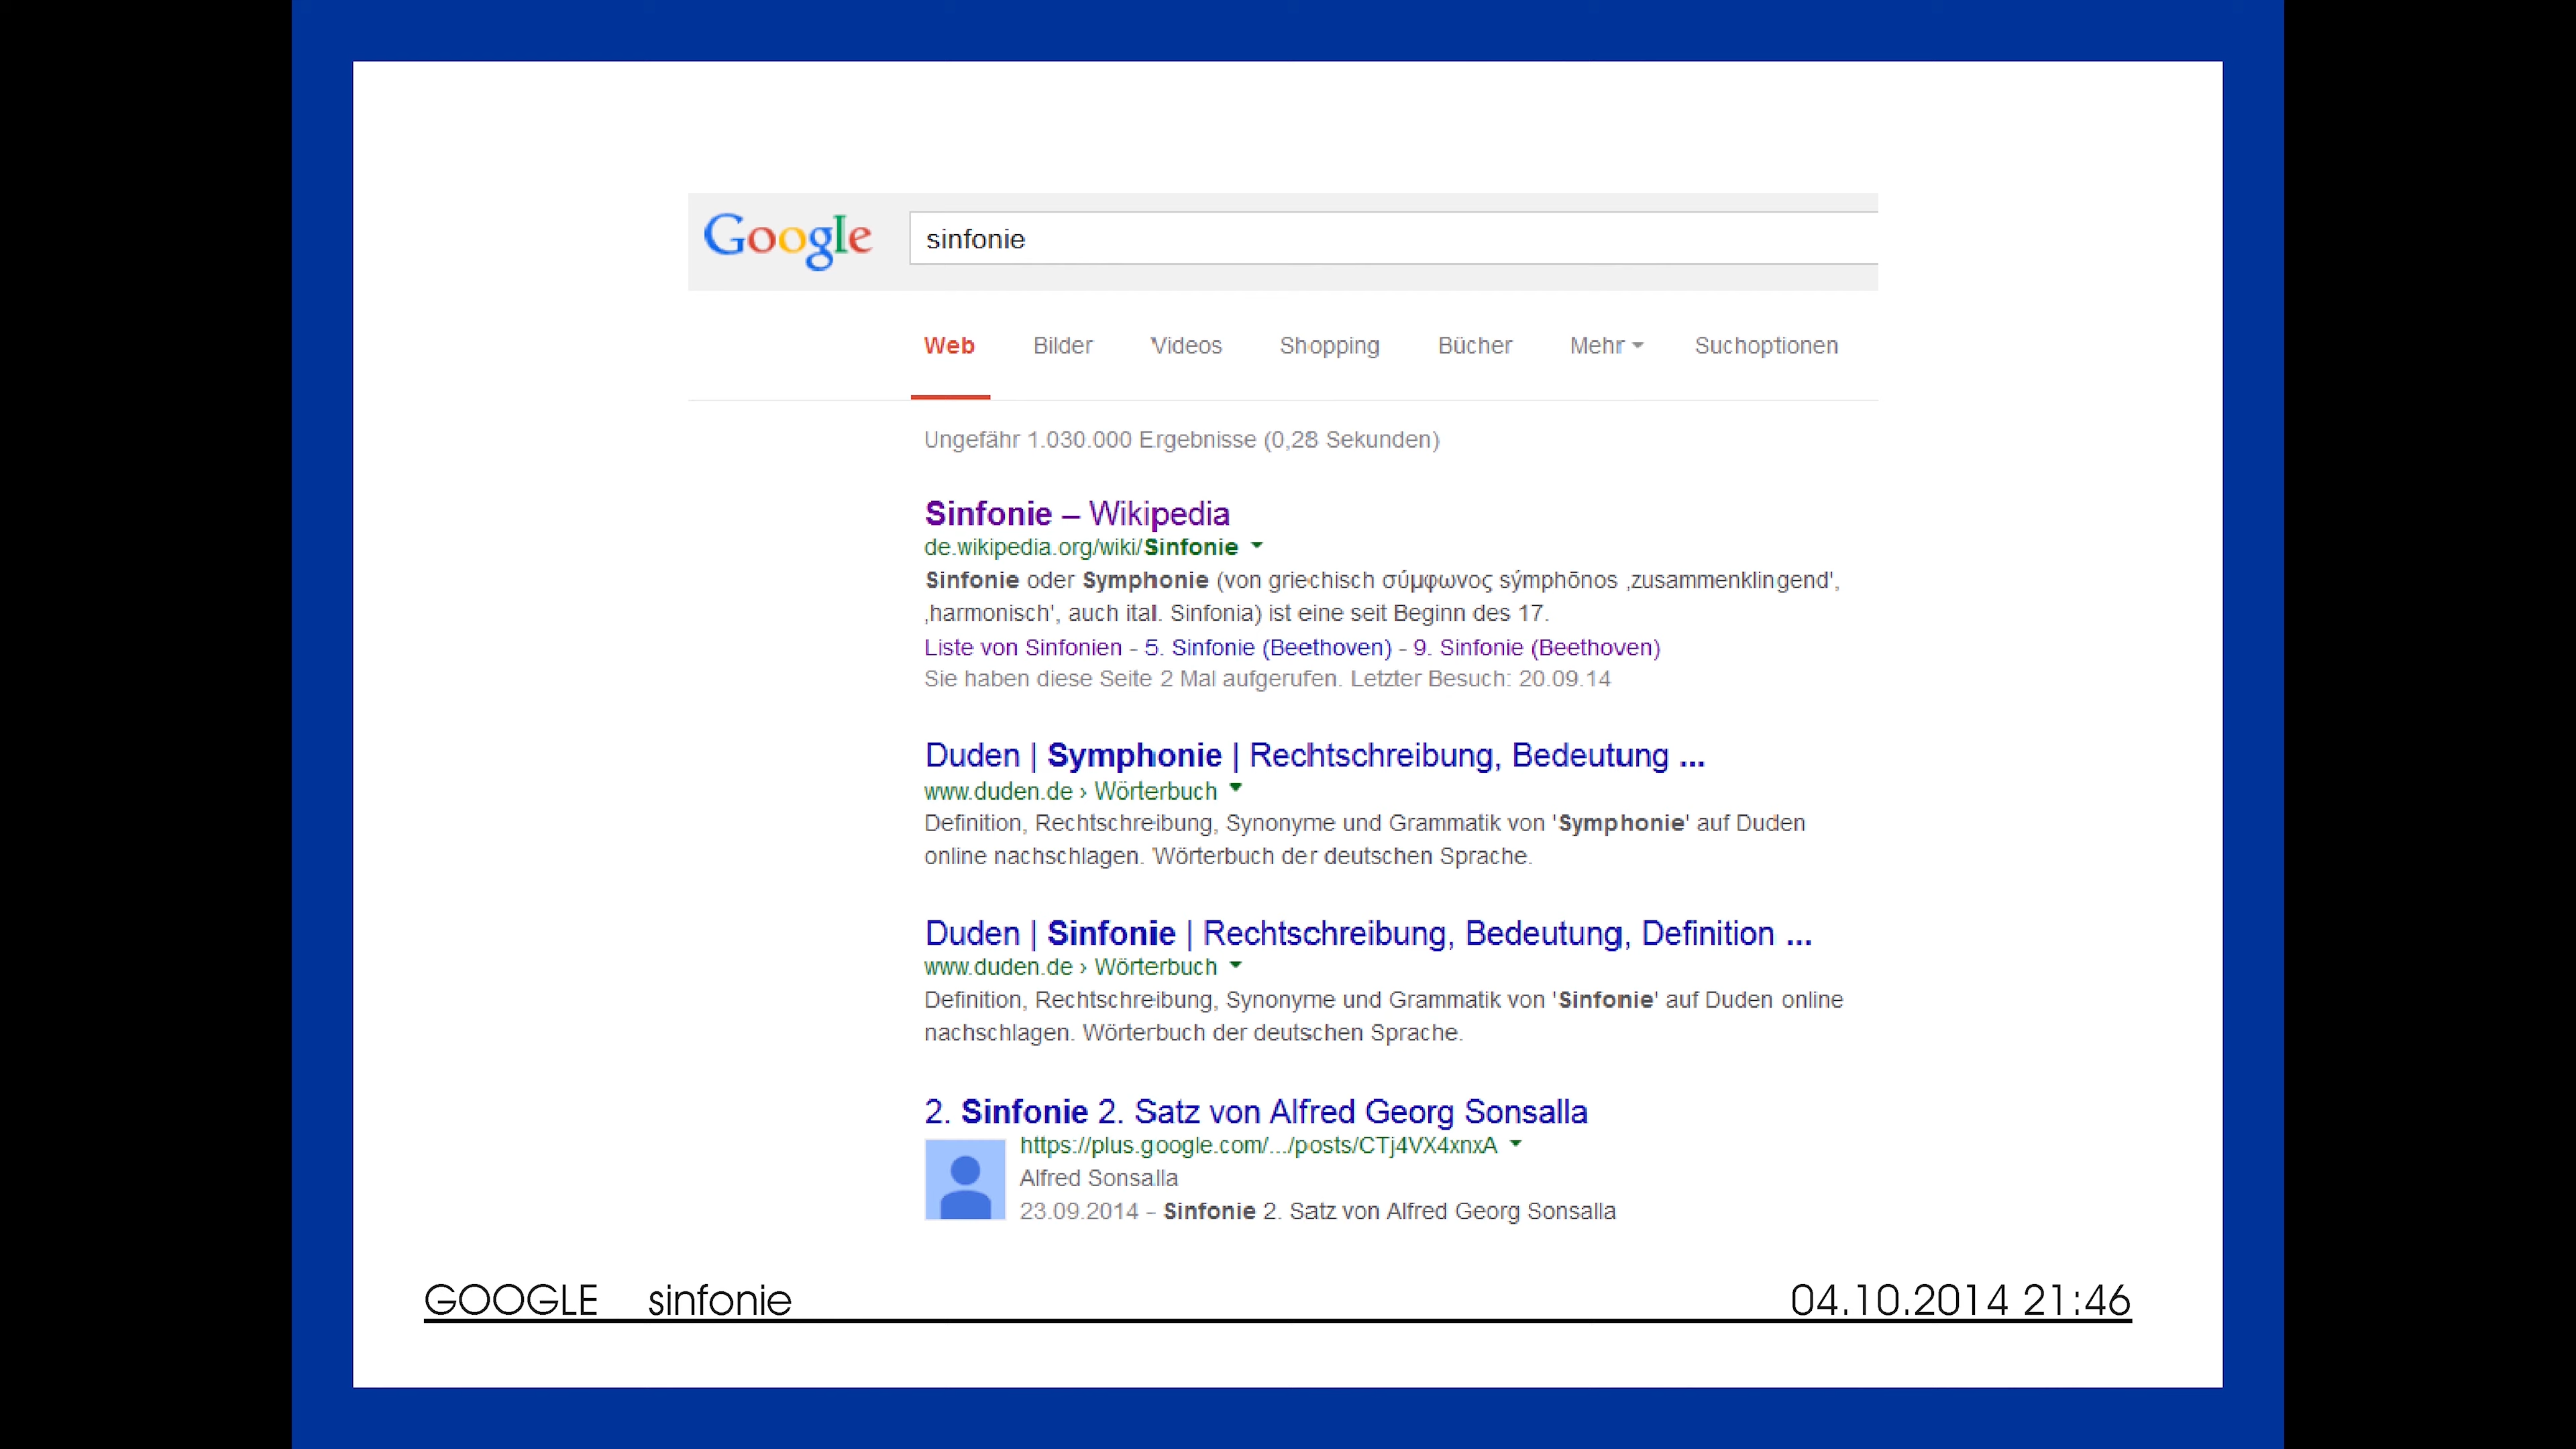 Google sinfonie
Web Bilder Videos Shopping Bücher Mehr Suchoptionen
Ungefähr 1.030.000 Ergebnisse (0,28 Sekunden)
Sinfonie – Wikipedia
de.wikipedia.org/wiki/Sinfonie
Sinfonie oder Symphonie (von griechisch σύμφωνος sýmphōnos ‚zusammenklingend',
‚harmonisch', auch ital. Sinfonia) ist eine seit Beginn des 17.
Liste von Sinfonien - 5. Sinfonie (Beethoven) - 9. Sinfonie (Beethoven)
Sie haben diese Seite 2 Mal aufgerufen. Letzter Besuch: 20.09.14
Duden | Symphonie | Rechtschreibung, Bedeutung ...
www.duden.de › Wörterbuch
Definition, Rechtschreibung, Synonyme und Grammatik von 'Symphonie' auf Duden
online nachschlagen. Wörterbuch der deutschen Sprache.
Duden | Sinfonie | Rechtschreibung, Bedeutung, Definition ...
www.duden.de › Wörterbuch
Definition, Rechtschreibung, Synonyme und Grammatik von 'Sinfonie' auf Duden online
nachschlagen. Wörterbuch der deutschen Sprache.
2. Sinfonie 2. Satz von Alfred Georg Sonsalla
https://plus.google.com/.../posts/CTj4VX4xnxA
Alfred Sonsalla
23.09.2014 - Sinfonie 2. Satz von Alfred Georg Sonsalla
GOOGLE sinfonie 04.10.2014 21:46